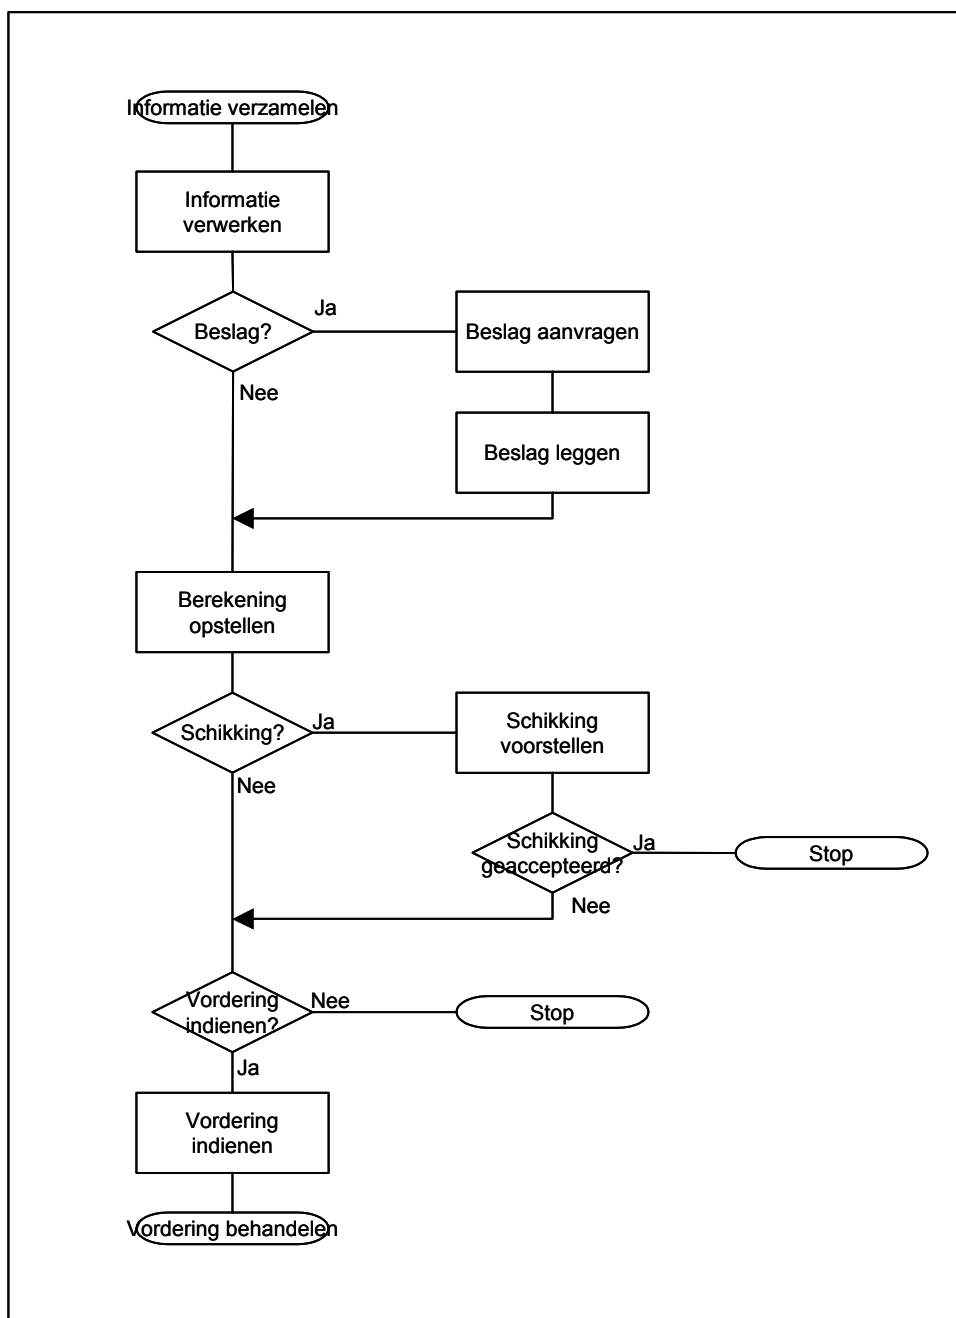 Informatie verzamelen
Informatie
verwerken
Ja
Beslag?
Beslag aanvragen
Nee
Beslag leggen
Berekening
opstellen
Schikking?
Ja
Schikking
voorstellen
Nee
Schikking
geaccepteerd?
Ja
Stop
Nee
Vordering
indienen?
Nee
Stop
Ja
Vordering
indienen
Vordering behandelen